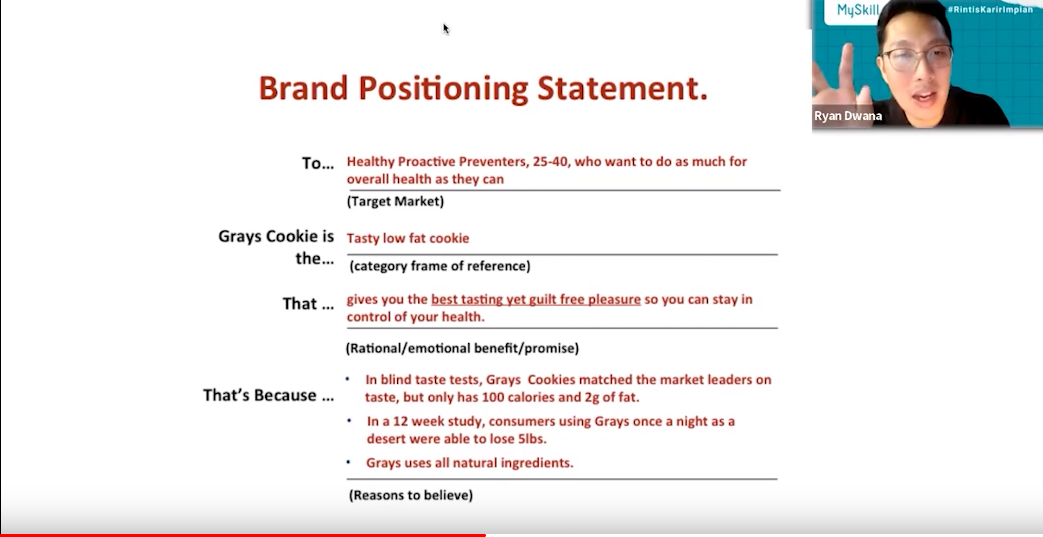 MySkill
#RintisKarirImpian
Ryan Dwana
Brand Positioning Statement.
To...
Healthy Proactive Preventers, 25-40, who want to do as much for
overall health as they can
(Target Market)
Grays Cookie is
the...
Tasty low fat cookie
(category frame of reference)
That ...
gives you the best tasting yet guilt free pleasure so you can stay in
control of your health.
(Rational/emotional benefit/promise)
That's Because ...
• In blind taste tests, Grays Cookies matched the market leaders on
taste, but only has 100 calories and 2g of fat.
• In a 12 week study, consumers using Grays once a night as a
desert were able to lose 5lbs.
• Grays uses all natural ingredients.
(Reasons to believe)